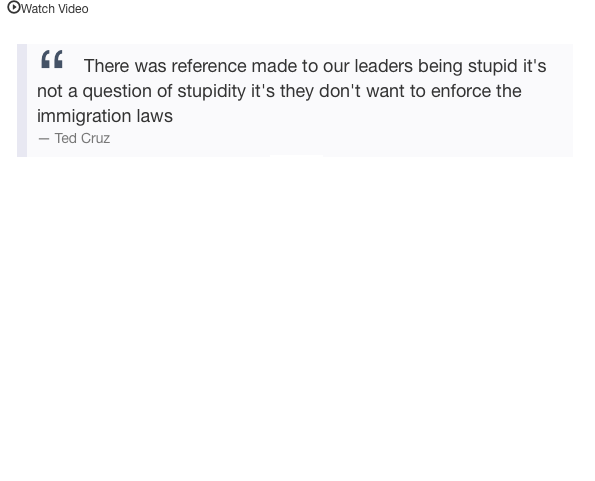 Watch Video
“ There was reference made to our leaders being stupid it's
not a question of stupidity it's they don't want to enforce the
immigration laws
— Ted Cruz